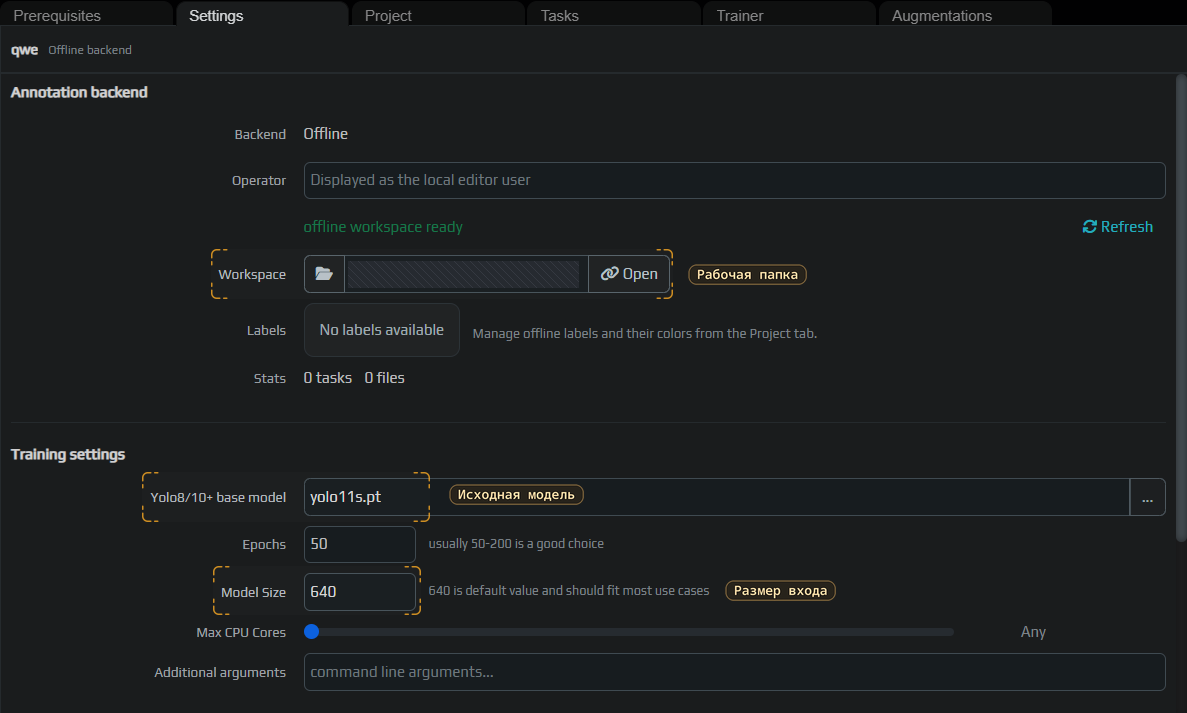 Prerequisites Settings Project Tasks Trainer Augmentations
qwe Offline backend
Annotation backend
Backend Offline
Operator Displayed as the local editor user
offline workspace ready Refresh
Workspace Open Рабочая папка
Labels No labels available Manage offline labels and their colors from the Project tab.
Stats 0 tasks 0 files
Training settings
Yolo8/10+ base model yolo11s.pt Исходная модель ...
Epochs 50 usually 50-200 is a good choice
Model Size 640 640 is default value and should fit most use cases Размер входа
Max CPU Cores Any
Additional arguments command line arguments...